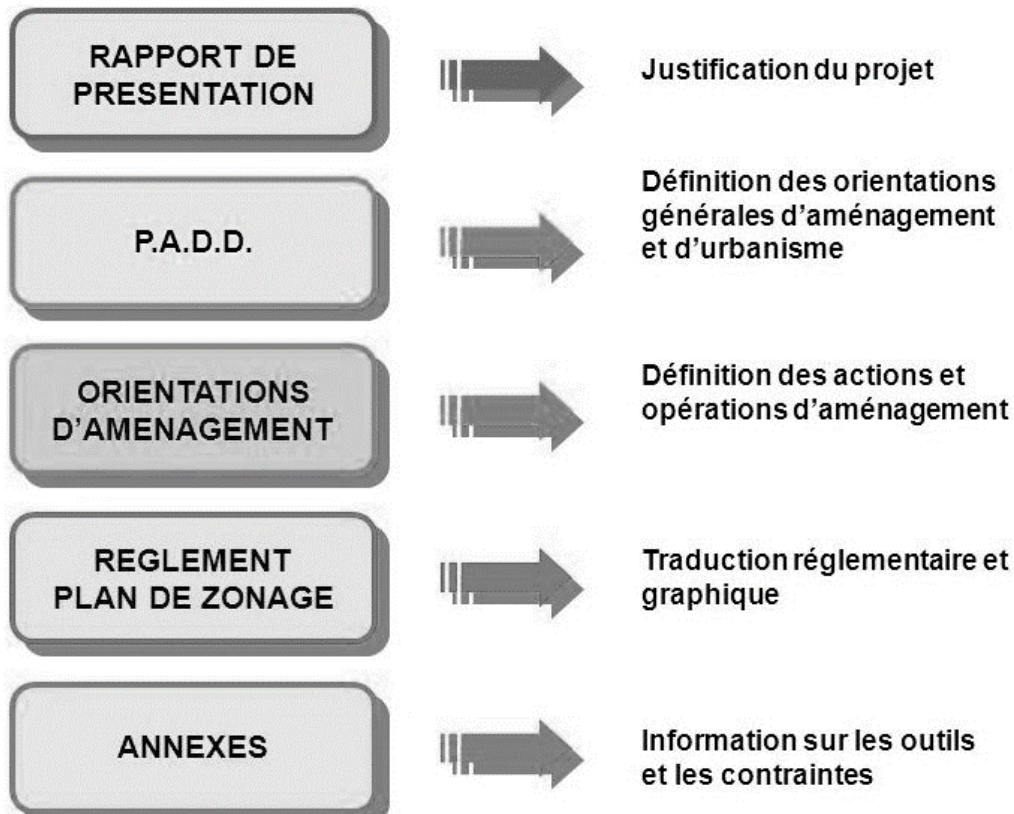 RAPPORT DE
PRESENTATION
Justification du projet
P.A.D.D.
Définition des orientations
générales d'aménagement
et d'urbanisme
ORIENTATIONS
D'AMENAGEMENT
Définition des actions et
opérations d'aménagement
REGLEMENT
PLAN DE ZONAGE
Traduction réglementaire et
graphique
ANNEXES
Information sur les outils
et les contraintes